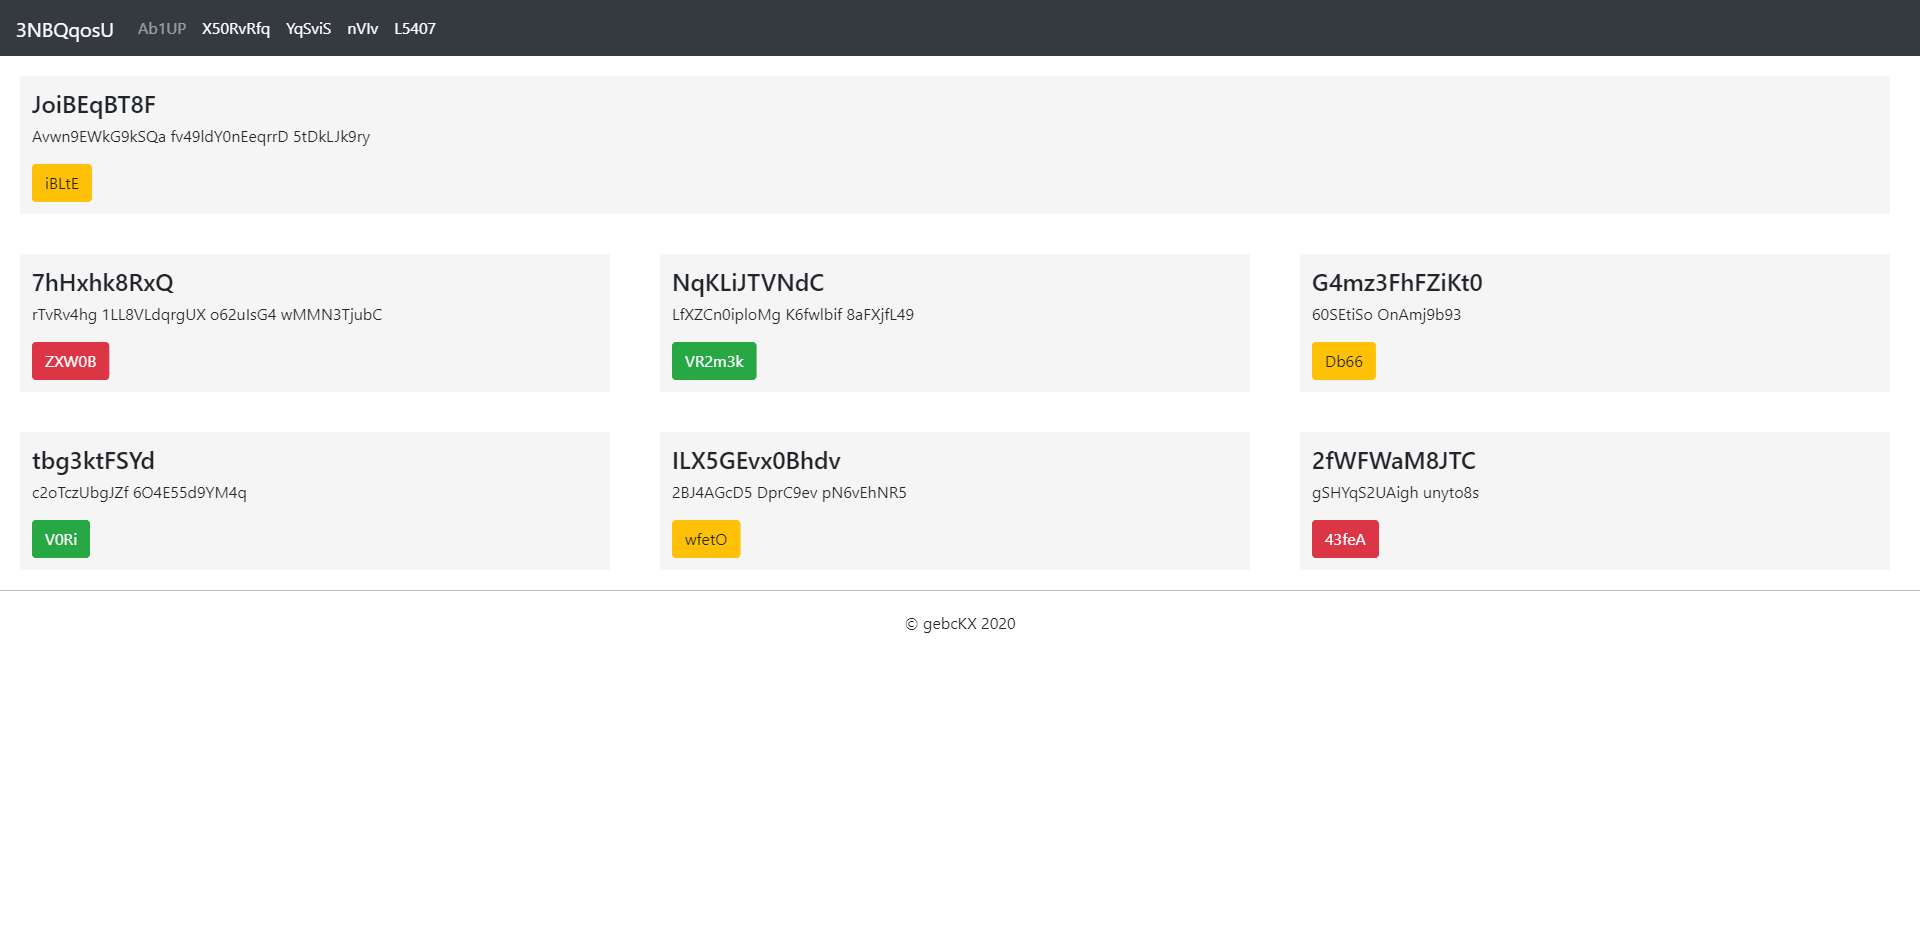 3NBQqosU Ab1UP X50RvRfq YqSviS nVIv L5407
JoiBEqBT8F
Avwn9EWkG9kSQa fv49ldY0nEeqrrD 5tDkLJk9ry
iBLtE
7hHxhk8RxQ
rTvRv4hg 1LL8VLdqrgUX o62uIsG4 wMMN3TjubC
ZXW0B
NqKLiJTVNdC
LfXZCn0iploMg K6fwlbif 8aFXjfL49
VR2m3k
G4mz3FhFZiKt0
60SEtiSo OnAmj9b93
Db66
tbg3ktFSYd
c2oTczUbgJZf 6O4E55d9YM4q
V0Ri
ILX5GEvx0Bhdv
2BJ4AGcD5 DprC9ev pN6vEhNR5
wfetO
2fWFWaM8JTC
gSHYqS2UAigh unyto8s
43feA
© gebcKX 2020